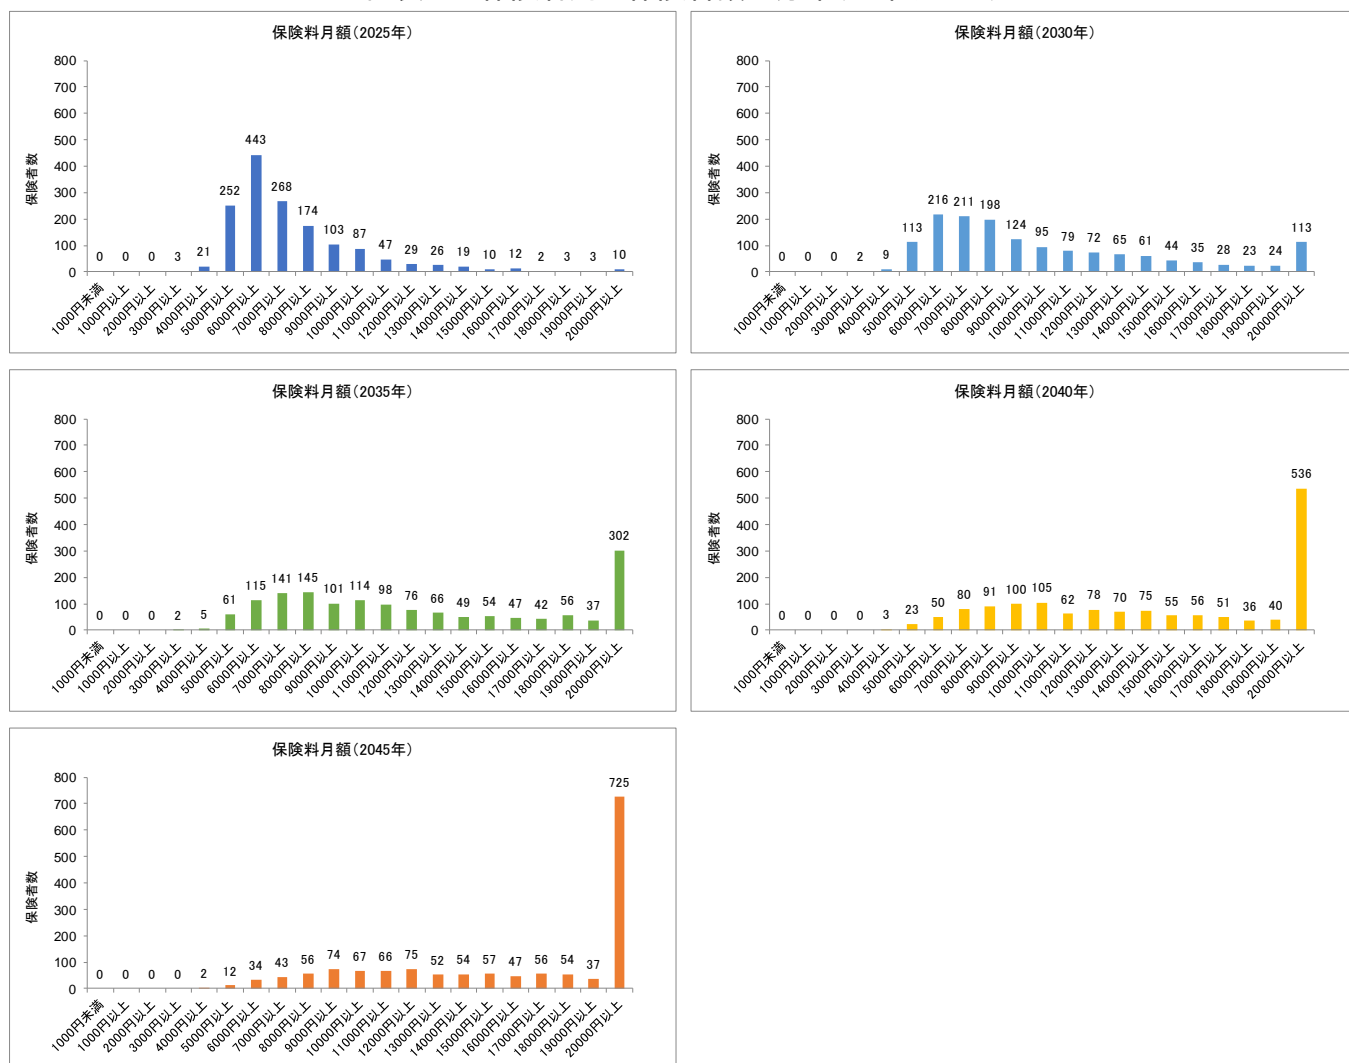 保険料月額(2025年)
保険者数
800
700
600
500
400
300
200
100
0
0 0 0 3 21 252 443 268 174 103 87 47 29 26 19 10 12 2 3 3 10
1000円未満 1000円以上 2000円以上 3000円以上 4000円以上 5000円以上 6000円以上 7000円以上 8000円以上 9000円以上 10000円以上 11000円以上 12000円以上 13000円以上 14000円以上 15000円以上 16000円以上 17000円以上 18000円以上 19000円以上 20000円以上
保険料月額(2030年)
保険者数
800
700
600
500
400
300
200
100
0
0 0 0 2 9 113 216 211 198 124 95 79 72 65 61 44 35 28 23 24 113
1000円未満 1000円以上 2000円以上 3000円以上 4000円以上 5000円以上 6000円以上 7000円以上 8000円以上 9000円以上 10000円以上 11000円以上 12000円以上 13000円以上 14000円以上 15000円以上 16000円以上 17000円以上 18000円以上 19000円以上 20000円以上
保険料月額(2035年)
保険者数
800
700
600
500
400
300
200
100
0
0 0 0 2 5 61 115 141 145 101 114 98 76 66 49 54 47 42 56 37 302
1000円未満 1000円以上 2000円以上 3000円以上 4000円以上 5000円以上 6000円以上 7000円以上 8000円以上 9000円以上 10000円以上 11000円以上 12000円以上 13000円以上 14000円以上 15000円以上 16000円以上 17000円以上 18000円以上 19000円以上 20000円以上
保険料月額(2040年)
保険者数
800
700
600
500
400
300
200
100
0
0 0 0 0 3 23 50 80 91 100 105 62 78 70 75 55 56 51 36 40 536
1000円未満 1000円以上 2000円以上 3000円以上 4000円以上 5000円以上 6000円以上 7000円以上 8000円以上 9000円以上 10000円以上 11000円以上 12000円以上 13000円以上 14000円以上 15000円以上 16000円以上 17000円以上 18000円以上 19000円以上 20000円以上
保険料月額(2045年)
保険者数
800
700
600
500
400
300
200
100
0
0 0 0 0 2 12 34 43 56 74 67 66 75 52 54 57 47 56 54 37 725
1000円未満 1000円以上 2000円以上 3000円以上 4000円以上 5000円以上 6000円以上 7000円以上 8000円以上 9000円以上 10000円以上 11000円以上 12000円以上 13000円以上 14000円以上 15000円以上 16000円以上 17000円以上 18000円以上 19000円以上 20000円以上